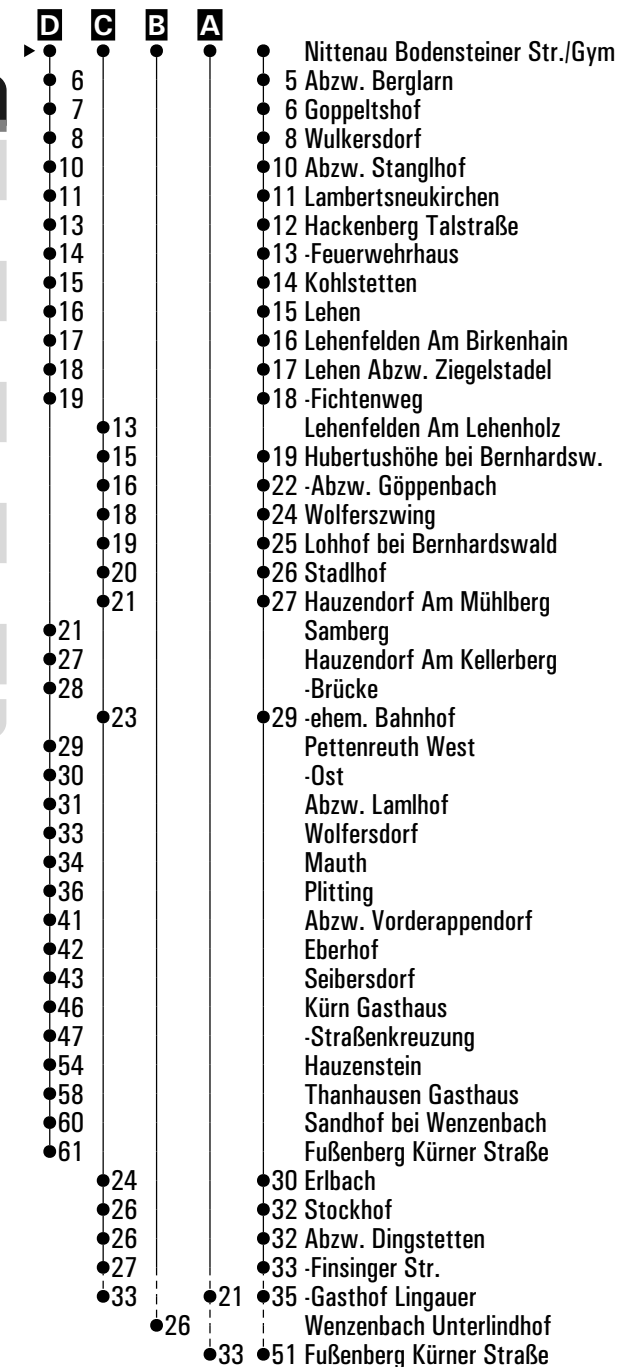 D C B A
Nittenau Bodensteiner Str./Gym
6 5 Abzw. Berglarn
7 6 Goppeltshof
8 8 Wulkersdorf
10 10 Abzw. Stanglhof
11 11 Lambertsneukirchen
13 12 Hackenberg Talstraße
14 13 -Feuerwehrhaus
15 14 Kohlstetten
16 15 Lehen
17 16 Lehenfelden Am Birkenhain
18 17 Lehen Abzw. Ziegelstadel
19 18 -Fichtenweg
13 Lehenfelden Am Lehenholz
15 19 Hubertushöhe bei Bernhardsw.
16 22 -Abzw. Göppenbach
18 24 Wolferszwing
19 25 Lohhof bei Bernhardswald
20 26 Stadlhof
21 27 Hauzendorf Am Mühlberg
21 Samberg
27 Hauzendorf Am Kellerberg
28 -Brücke
23 29 -ehem. Bahnhof
29 Pettenreuth West
30 -Ost
31 Abzw. Lamlhof
33 Wolfersdorf
34 Mauth
36 Plitting
41 Abzw. Vorderappendorf
42 Eberhof
43 Seibersdorf
46 Kürn Gasthaus
47 -Straßenkreuzung
54 Hauzenstein
58 Thanhausen Gasthaus
60 Sandhof bei Wenzenbach
61 Fußenberg Kürner Straße
24 30 Erlbach
26 32 Stockhof
26 32 Abzw. Dingstetten
27 33 -Finsinger Str.
33 21 35 -Gasthof Lingauer
26 Wenzenbach Unterlindhof
33 51 Fußenberg Kürner Straße